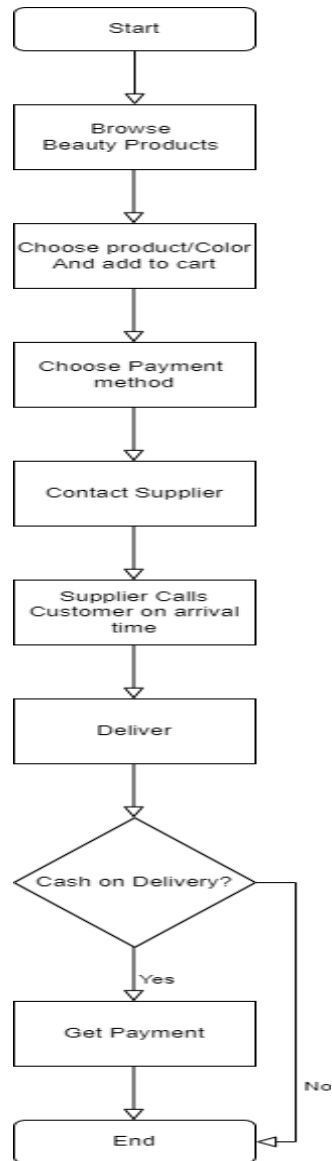 Start
Browse
Beauty Products
Choose product/Color
And add to cart
Choose Payment
method
Contact Supplier
Supplier Calls
Customer on arrival
time
Deliver
Cash on Delivery?
Yes
Get Payment
No
End